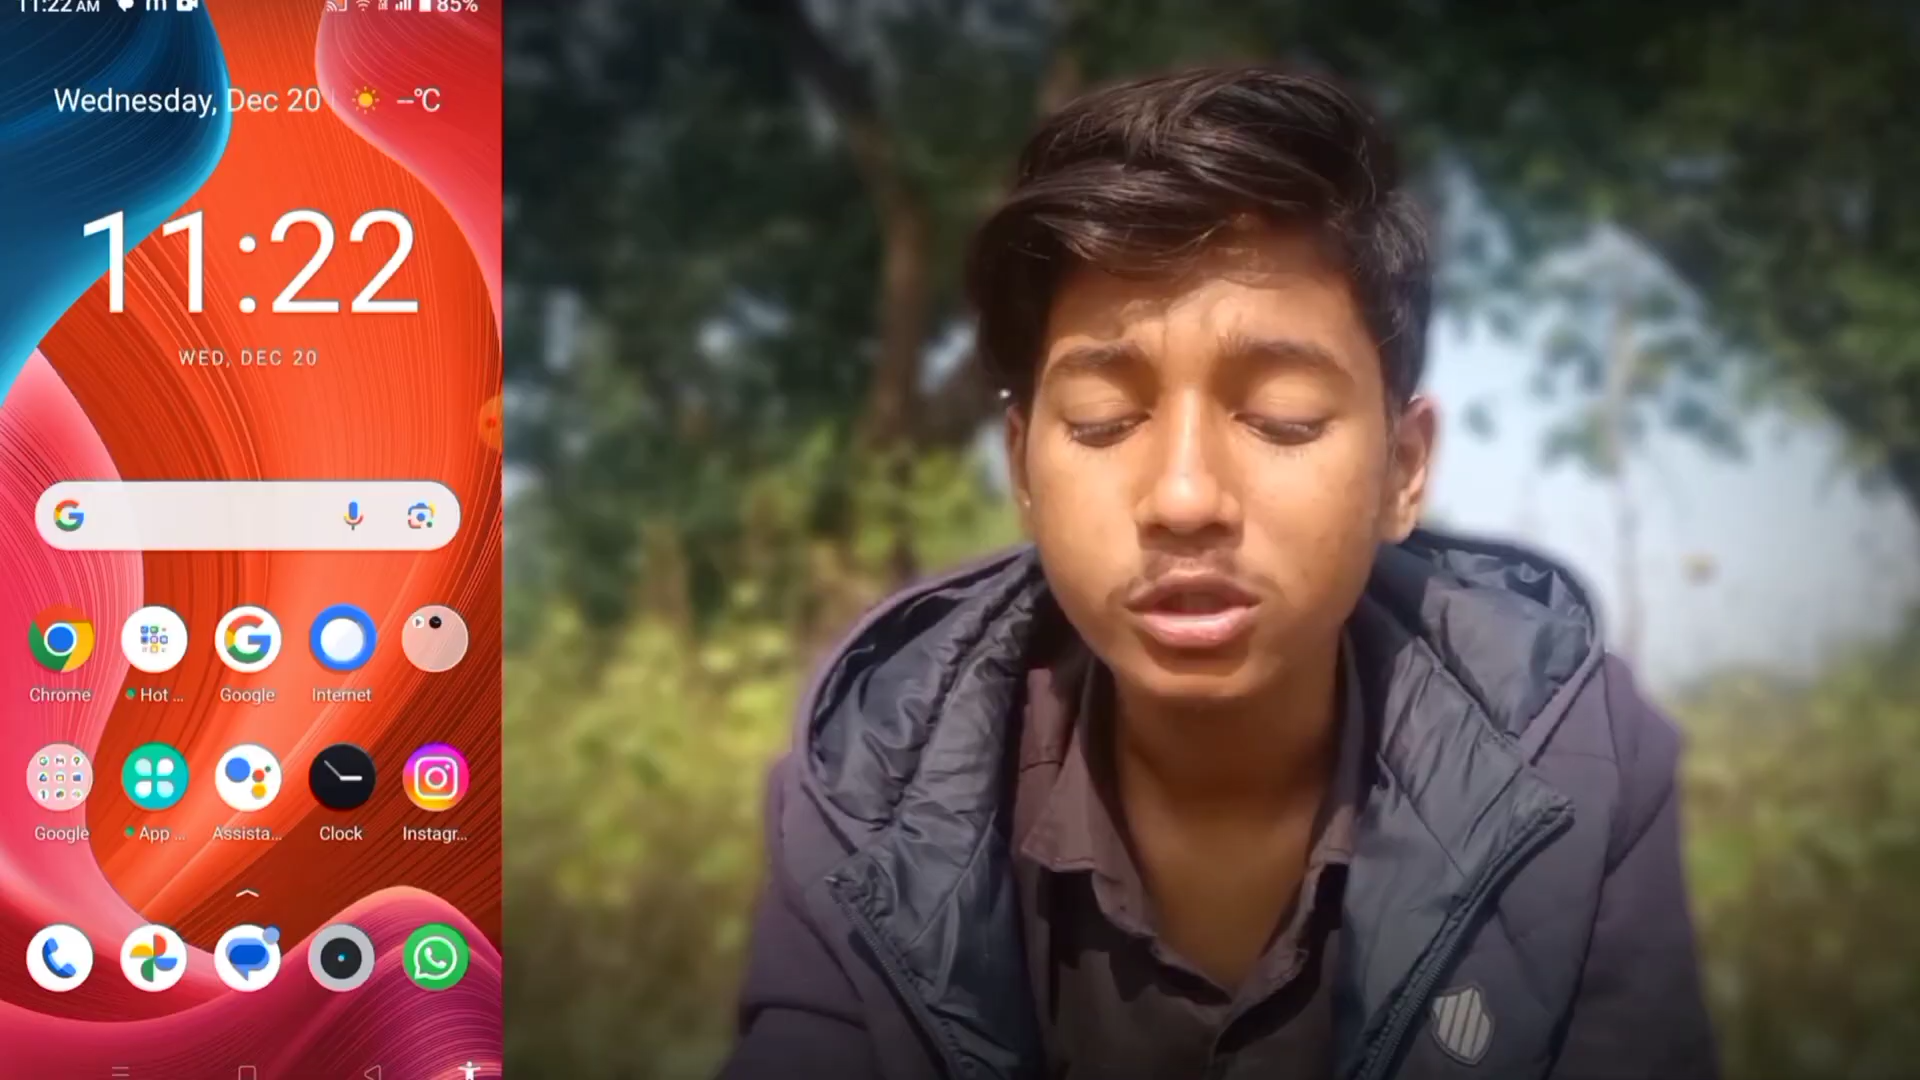 11:22 AM m 85%
Wednesday, Dec 20 --°C
11:22
WED, DEC 20
Chrome Hot ... Google Internet
Google App ... Assista... Clock Instagr...